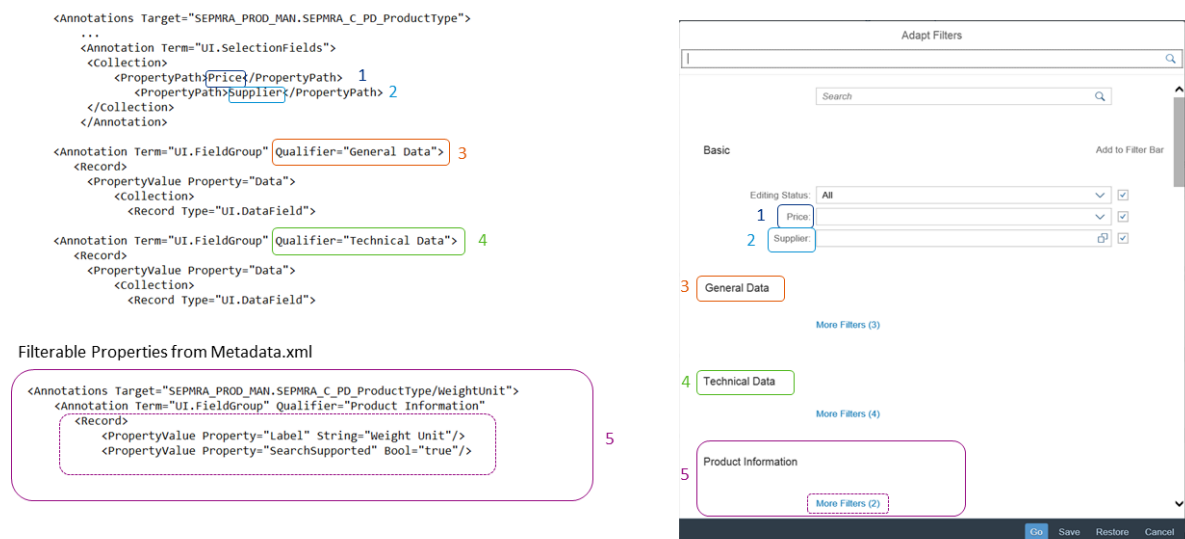 <Annotations Target="SEPMRA_PROD_MAN.SEPMRA_C_PD_ProductType">
...
<Annotation Term="UI.SelectionFields">
<Collection>
<PropertyPath>Price</PropertyPath> 1
<PropertyPath>Supplier</PropertyPath> 2
</Collection>
</Annotation>
<Annotation Term="UI.FieldGroup" Qualifier="General Data"> 3
<Record>
<PropertyValue Property="Data">
<Collection>
<Record Type="UI.DataField">
<Annotation Term="UI.FieldGroup" Qualifier="Technical Data"> 4
<Record>
<PropertyValue Property="Data">
<Collection>
<Record Type="UI.DataField">
Filterable Properties from Metadata.xml
<Annotations Target="SEPMRA_PROD_MAN.SEPMRA_C_PD_ProductType/WeightUnit">
<Annotation Term="UI.FieldGroup" Qualifier="Product Information"
<Record>
<PropertyValue Property="Label" String="Weight Unit"/>
<PropertyValue Property="SearchSupported" Bool="true"/>
5
Adapt Filters
Search
Basic Add to Filter Bar
Editing Status: All
1 Price:
2 Supplier:
3 General Data
More Filters (3)
4 Technical Data
More Filters (4)
Product Information
5
More Filters (2)
Go Save Restore Cancel